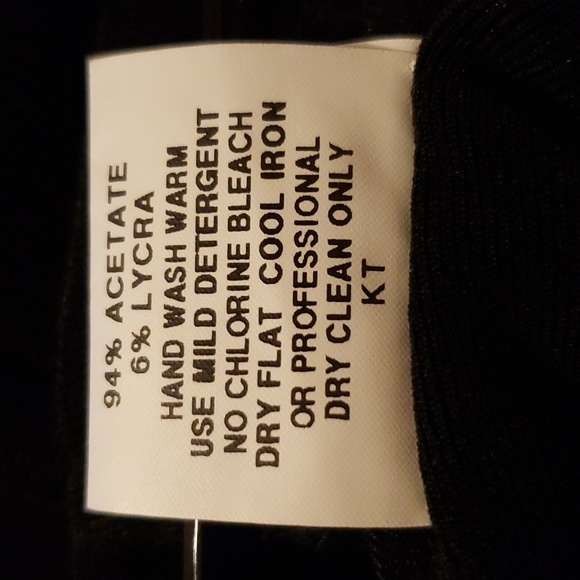 94% ACETATE
6% LYCRA
HAND WASH WARM
USE MILD DETERGENT
NO CHLORINE BLEACH
DRY FLAT COOL IRON
OR PROFESSIONAL
DRY CLEAN ONLY
KT